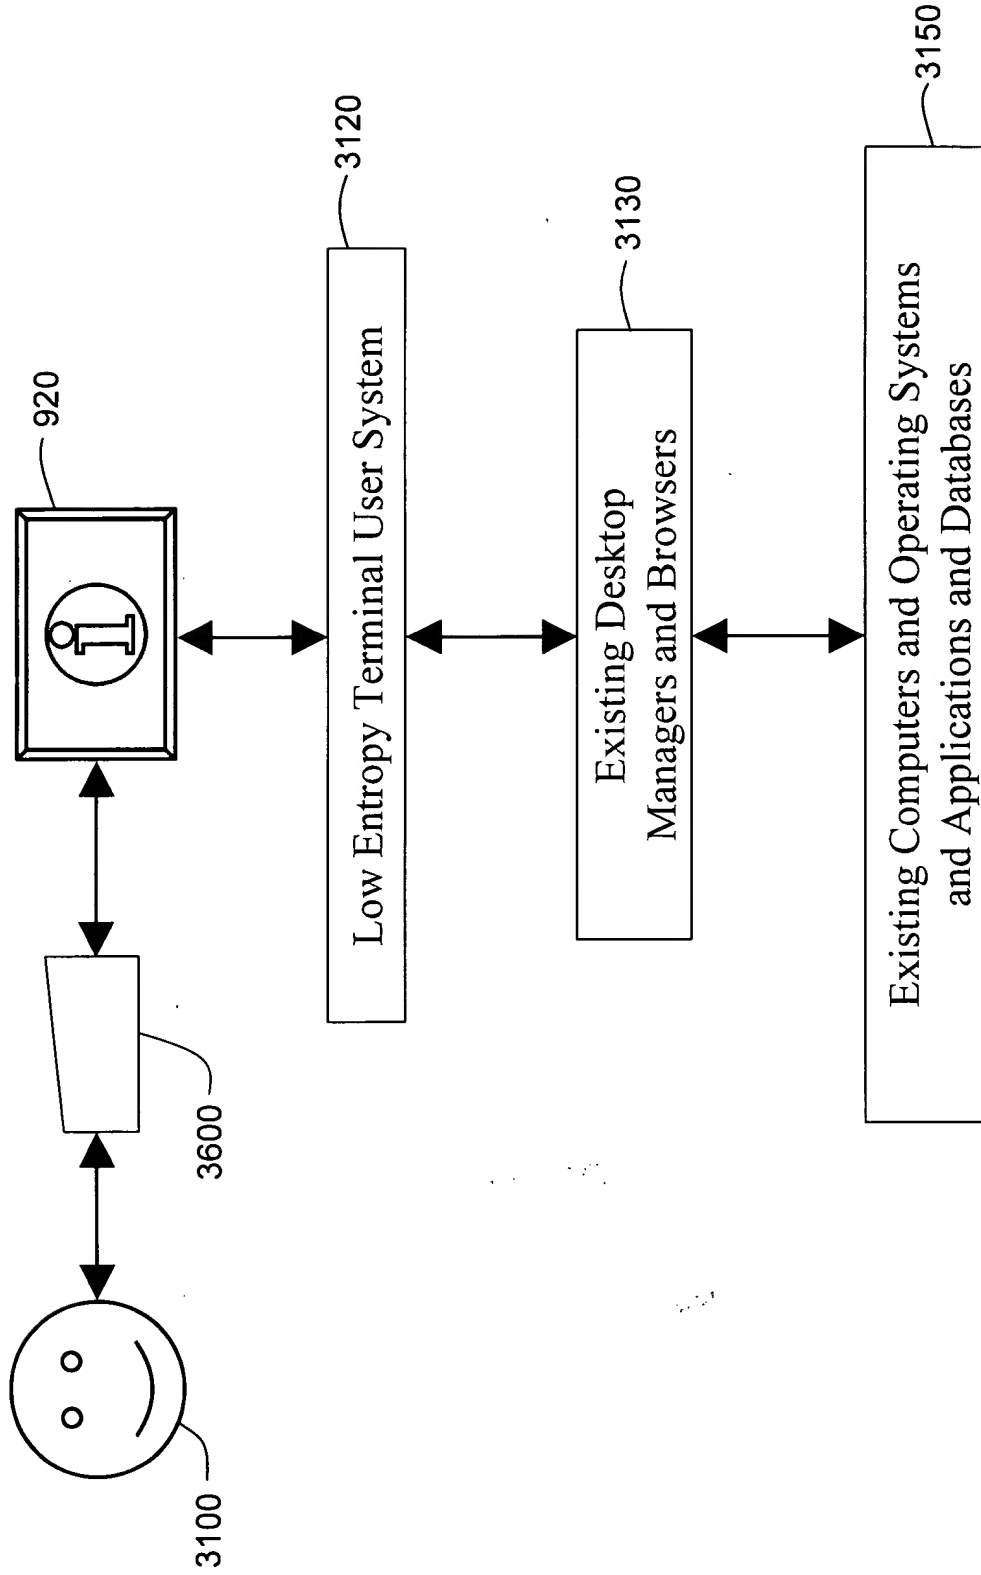 920
i
3100
3600
Low Entropy Terminal User System
3120
Existing Desktop
Managers and Browsers
3130
Existing Computers and Operating Systems
and Applications and Databases
3150